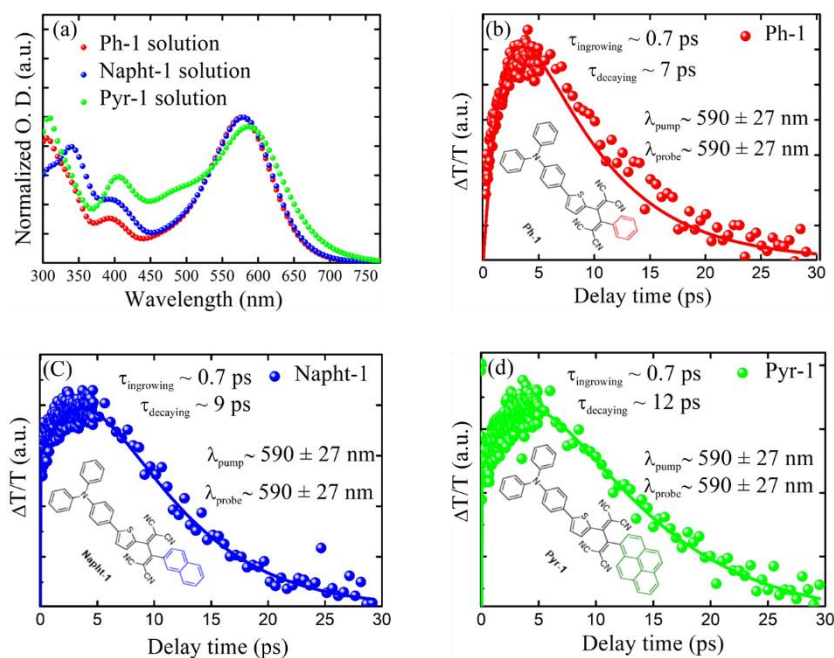 (a)
Ph-1 solution
Napht-1 solution
Pyr-1 solution
Normalized O. D. (a.u.)
300 350 400 450 500 550 600 650 700 750
Wavelength (nm)
(b)
τingrowing ~ 0.7 ps
Ph-1
τdecaying ~ 7 ps
λpump~ 590 ± 27 nm
λprobe~ 590 ± 27 nm
NC
CN
NC
CN
N
S
Ph-1
ΔT/T (a.u.)
0 5 10 15 20 25 30
Delay time (ps)
(C)
τingrowing ~ 0.7 ps
Napht-1
τdecaying ~ 9 ps
λpump~ 590 ± 27 nm
λprobe~ 590 ± 27 nm
NC
CN
NC
CN
N
S
Napht-1
ΔT/T (a.u.)
0 5 10 15 20 25 30
Delay time (ps)
(d)
τingrowing ~ 0.7 ps
Pyr-1
τdecaying ~ 12 ps
λpump~ 590 ± 27 nm
λprobe~ 590 ± 27 nm
NC
CN
NC
CN
N
S
Pyr-1
ΔT/T (a.u.)
0 5 10 15 20 25 30
Delay time (ps)